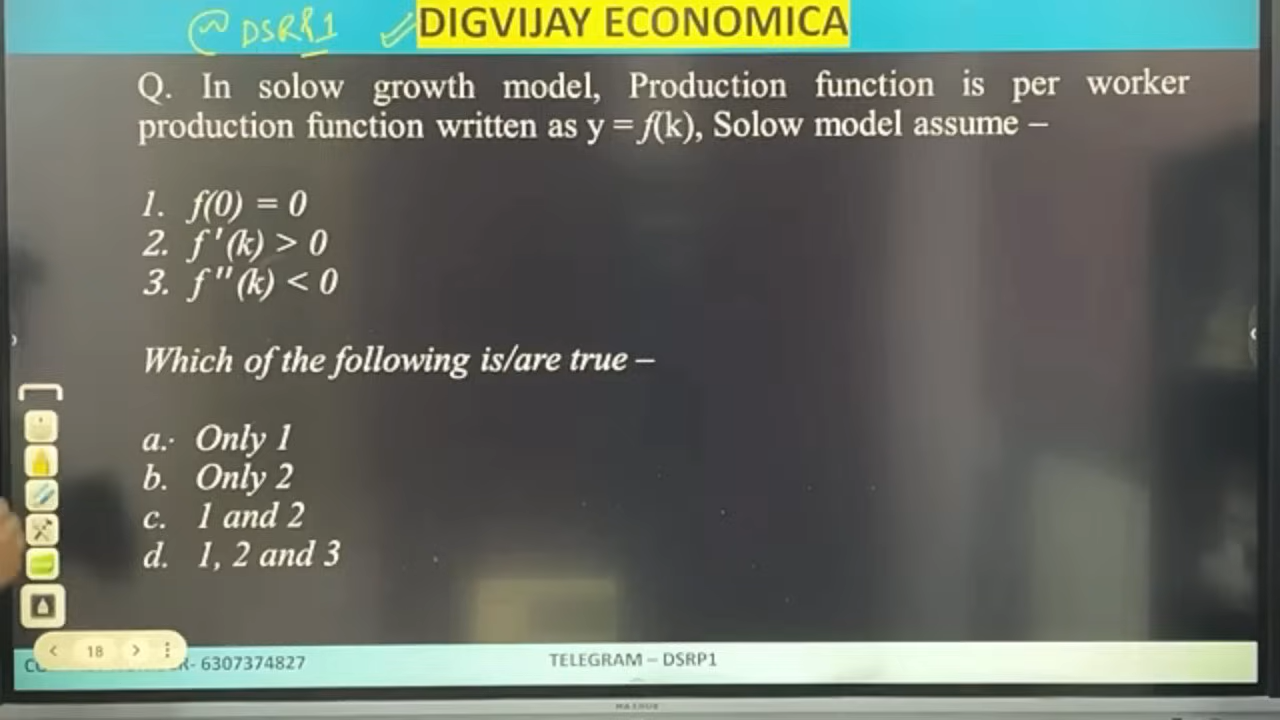 @DSRP1 DIGVIJAY ECONOMICA
Q. In solow growth model, Production function is per worker
production function written as y = f(k), Solow model assume –
1. f(0) = 0
2. f '(k) > 0
3. f "(k) < 0
Which of the following is/are true –
a. Only 1
b. Only 2
c. 1 and 2
d. 1, 2 and 3
18
R- 6307374827
TELEGRAM – DSRP1
MAXHUB